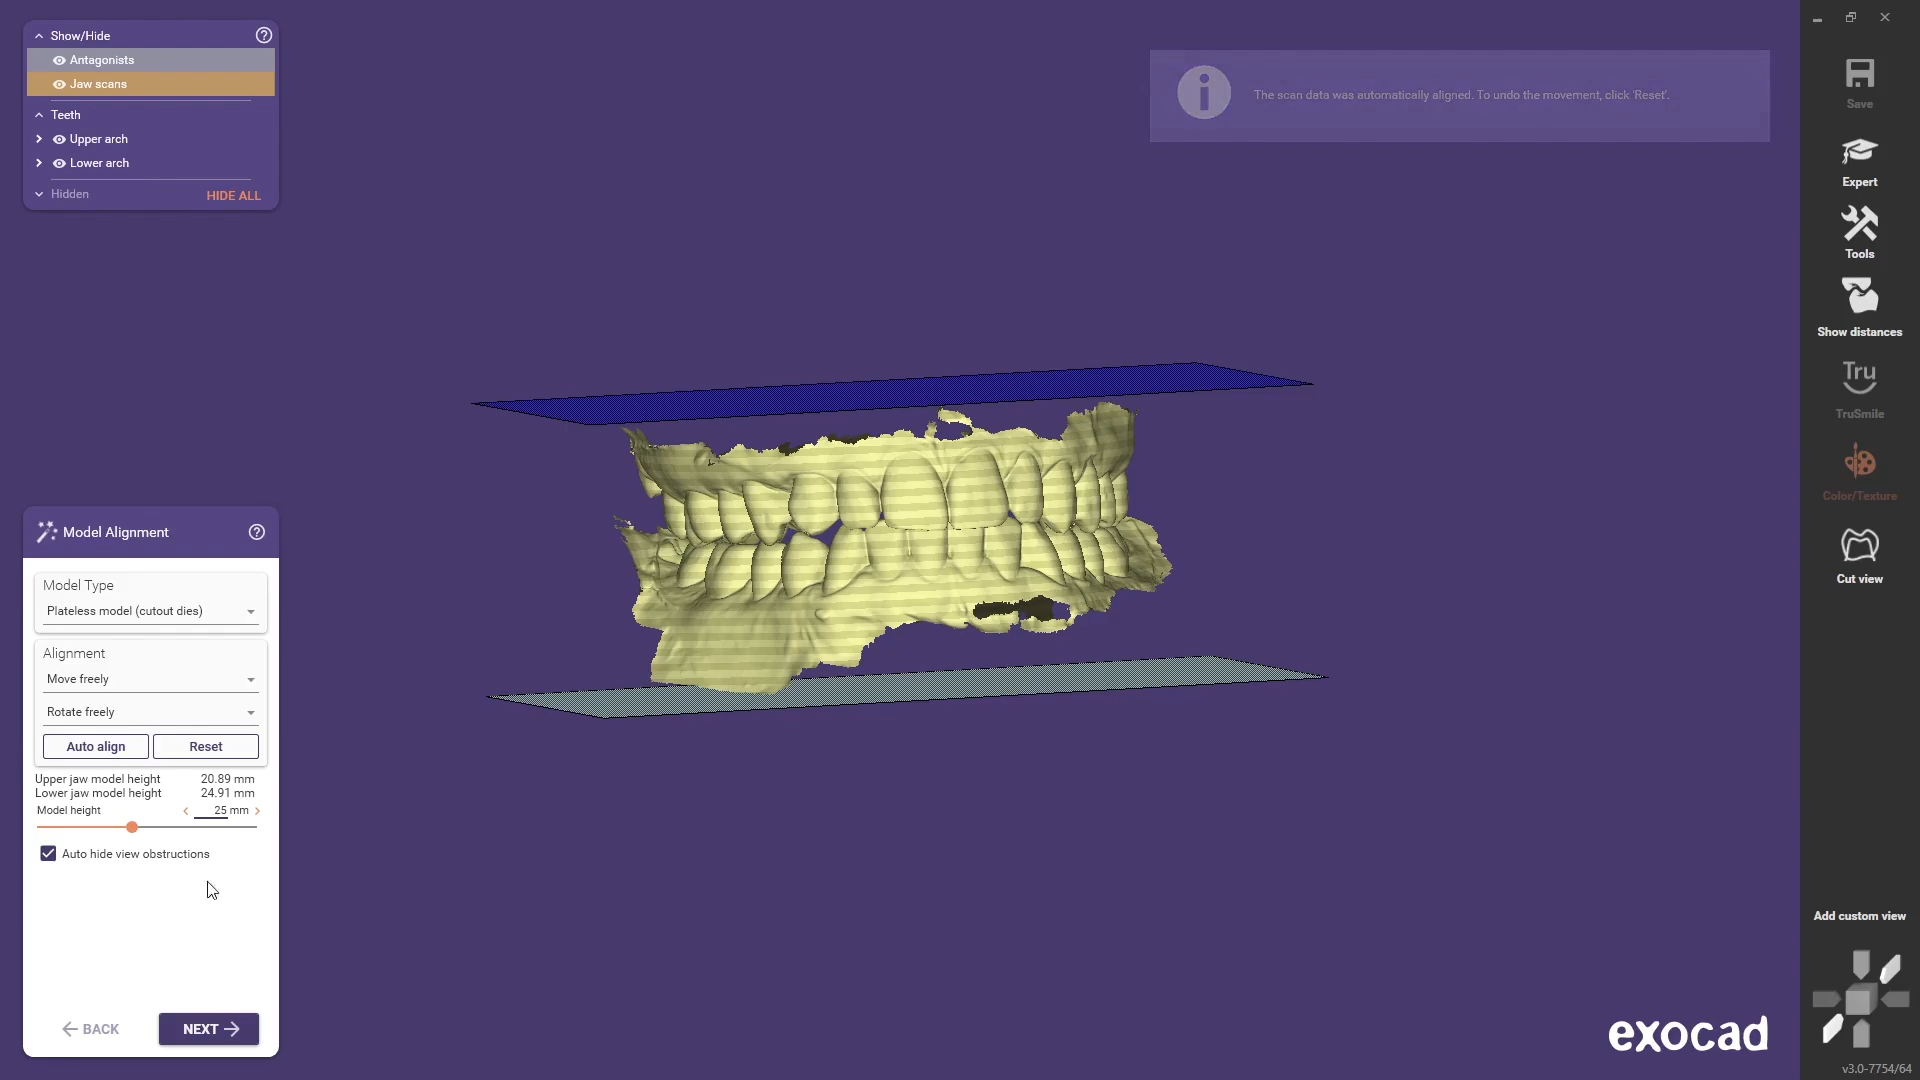 Show/Hide
Antagonists
Jaw scans
Teeth
Upper arch
Lower arch
Hidden
HIDE ALL
The scan data was automatically aligned. To undo the movement, click 'Reset'.
Save
Expert
Tools
Show distances
Tru
TruSmile
Color/Texture
Cut view
Model Alignment
Model Type
Plateless model (cutout dies)
Alignment
Move freely
Rotate freely
Auto align Reset
Upper jaw model height 20.89 mm
Lower jaw model height 24.91 mm
Model height 25 mm
Auto hide view obstructions
BACK NEXT
Add custom view
exocad
v3.0-7754/64